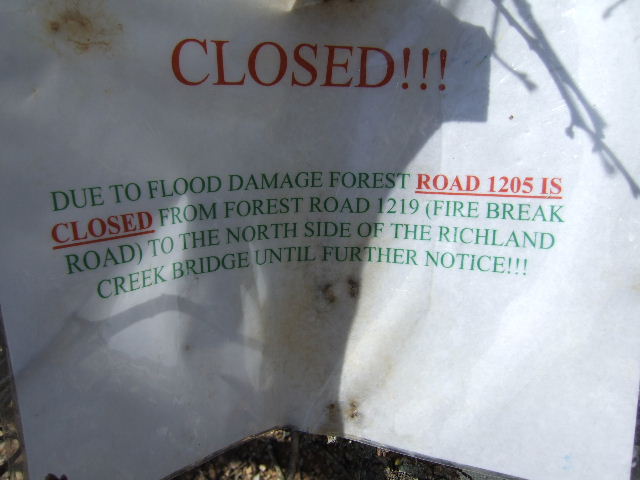 CLOSED!!!
DUE TO FLOOD DAMAGE FOREST ROAD 1205 IS
CLOSED FROM FOREST ROAD 1219 (FIRE BREAK
ROAD) TO THE NORTH SIDE OF THE RICHLAND
CREEK BRIDGE UNTIL FURTHER NOTICE!!!